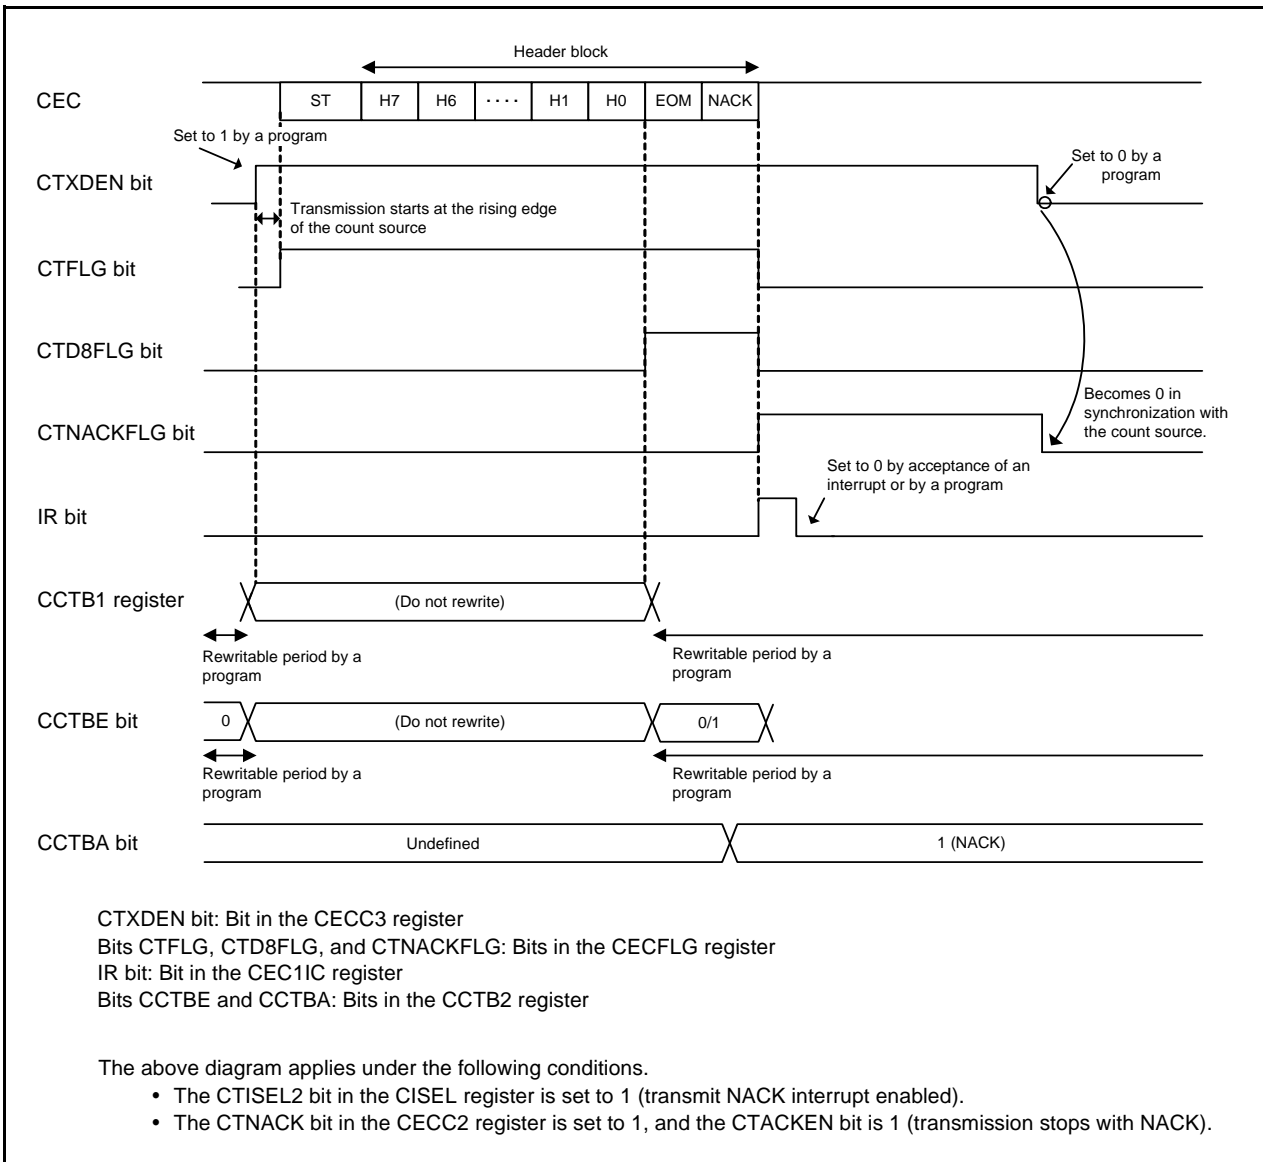 Header block
CEC
ST H7 H6 ···· H1 H0 EOM NACK
Set to 1 by a program
CTXDEN bit
Set to 0 by a
program
Transmission starts at the rising edge
of the count source
CTFLG bit
CTD8FLG bit
Becomes 0 in
synchronization with
the count source.
CTNACKFLG bit
Set to 0 by acceptance of an
interrupt or by a program
IR bit
CCTB1 register
(Do not rewrite)
Rewritable period by a
program
Rewritable period by a
program
CCTBE bit
0
(Do not rewrite)
0/1
Rewritable period by a
program
Rewritable period by a
program
CCTBA bit
Undefined
1 (NACK)
CTXDEN bit: Bit in the CECC3 register
Bits CTFLG, CTD8FLG, and CTNACKFLG: Bits in the CECFLG register
IR bit: Bit in the CEC1IC register
Bits CCTBE and CCTBA: Bits in the CCTB2 register
The above diagram applies under the following conditions.
• The CTISEL2 bit in the CISEL register is set to 1 (transmit NACK interrupt enabled).
• The CTNACK bit in the CECC2 register is set to 1, and the CTACKEN bit is 1 (transmission stops with NACK).